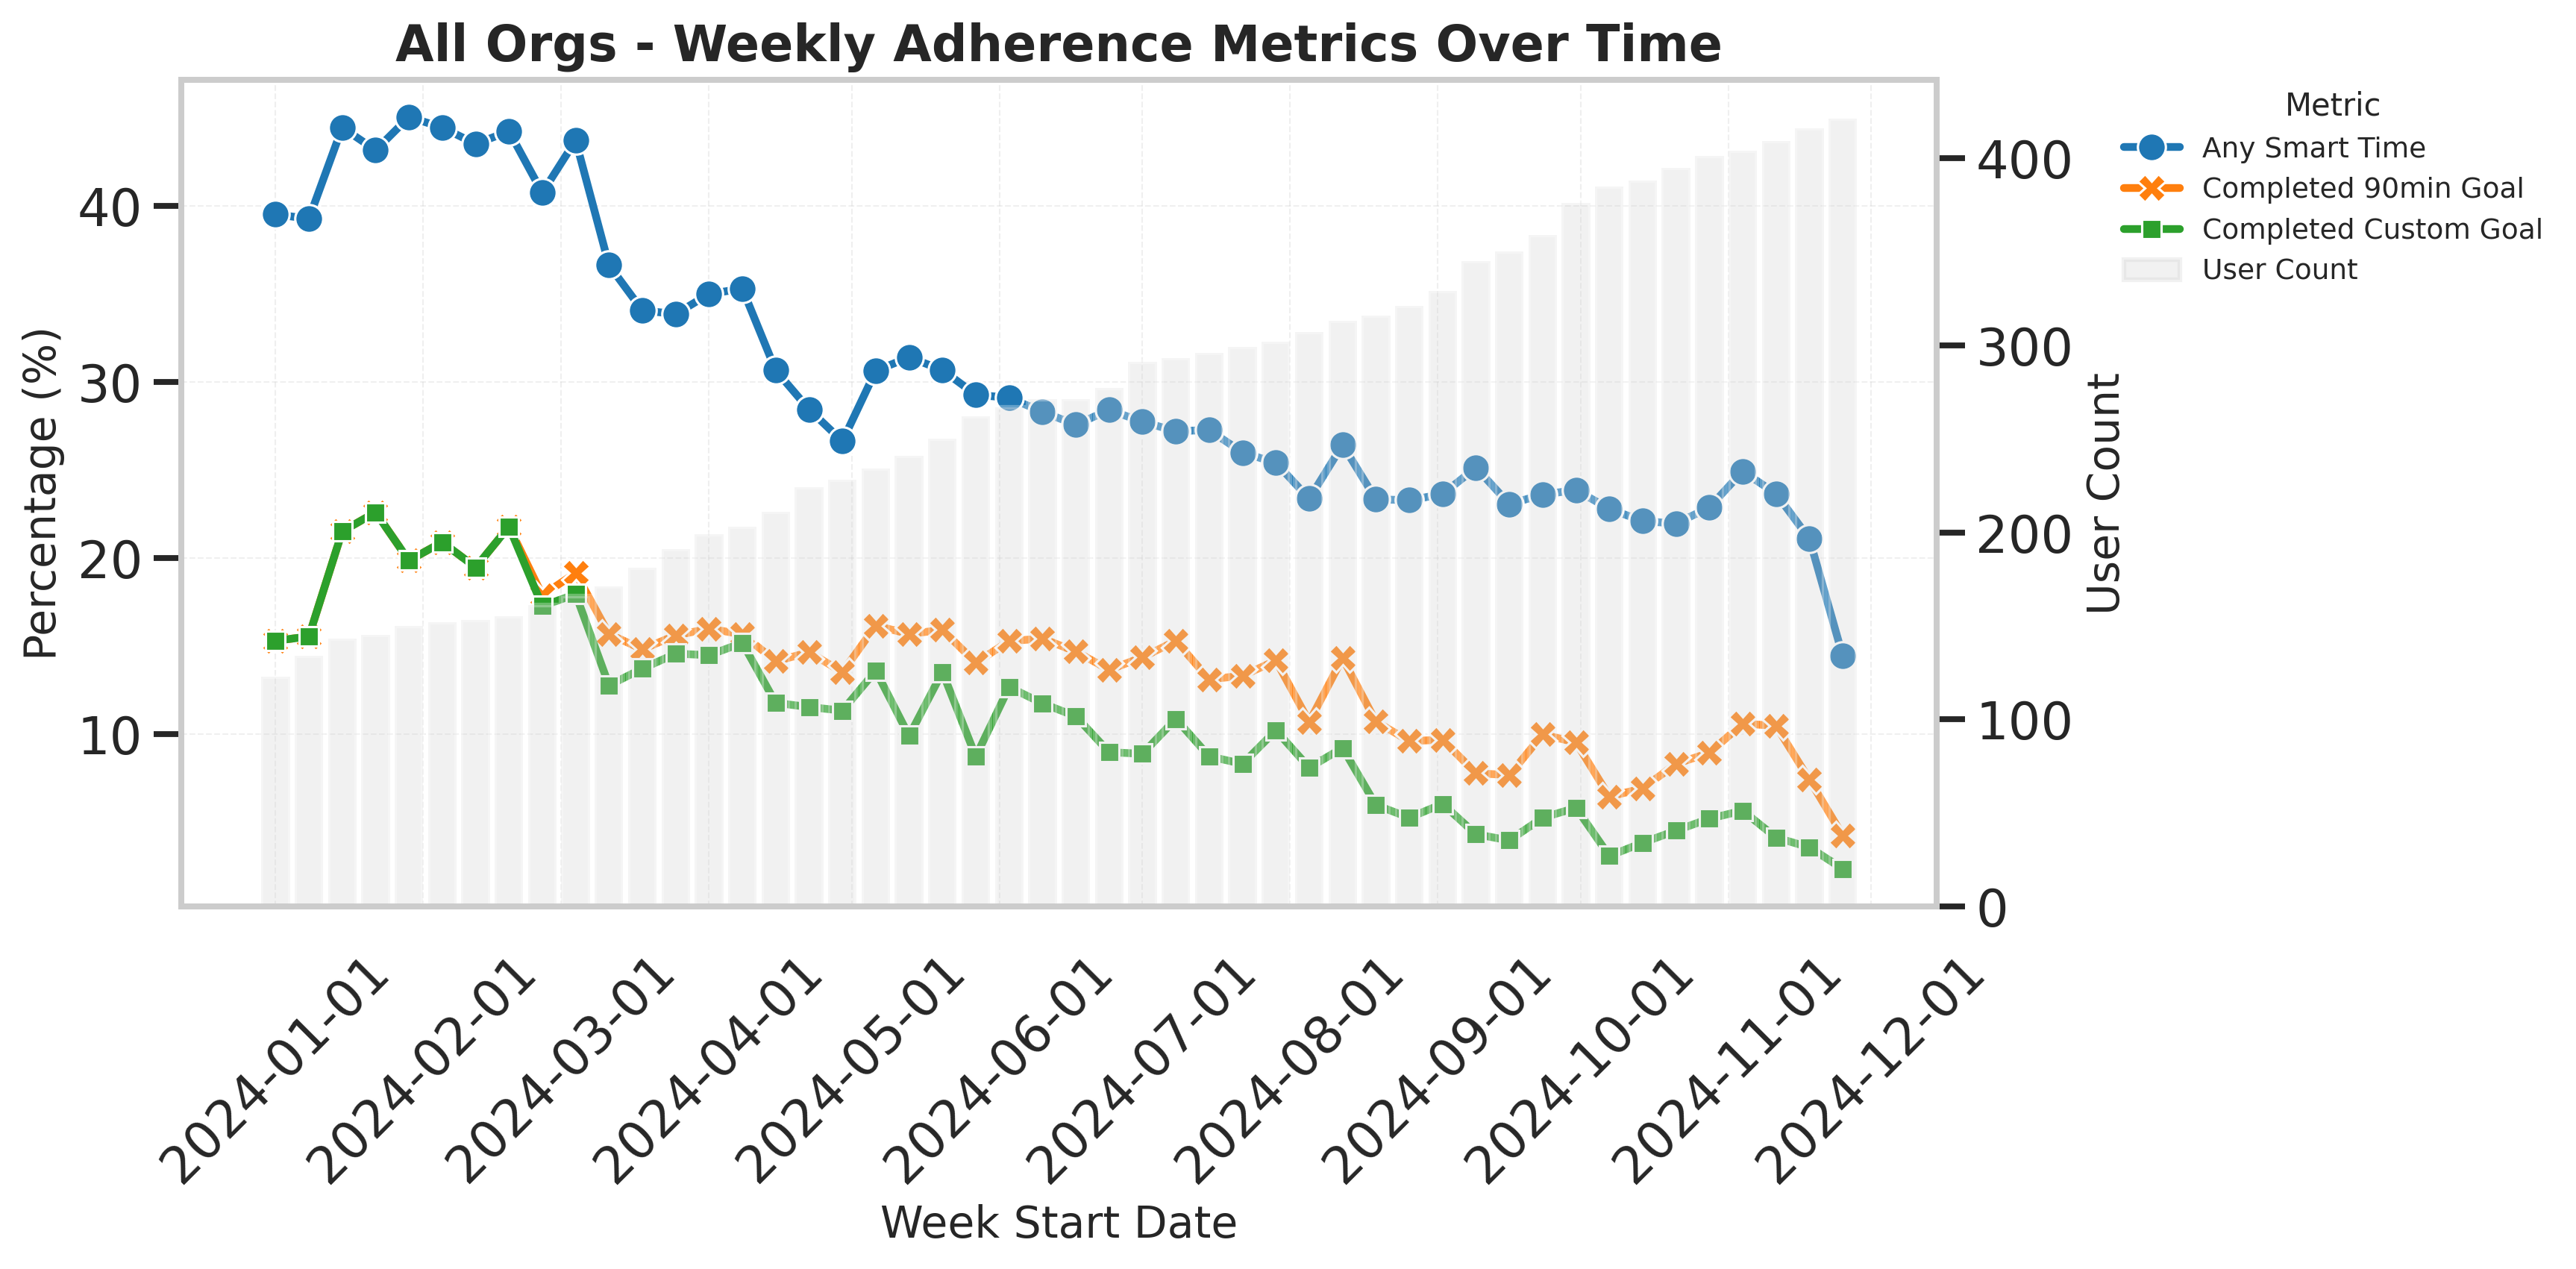 All Orgs - Weekly Adherence Metrics Over Time
Percentage (%)
40
30
20
10
400
300
200
100
0
User Count
Metric
Any Smart Time
Completed 90min Goal
Completed Custom Goal
User Count
2024-01-01
2024-02-01
2024-03-01
2024-04-01
2024-05-01
2024-06-01
2024-07-01
2024-08-01
2024-09-01
2024-10-01
2024-11-01
2024-12-01
Week Start Date